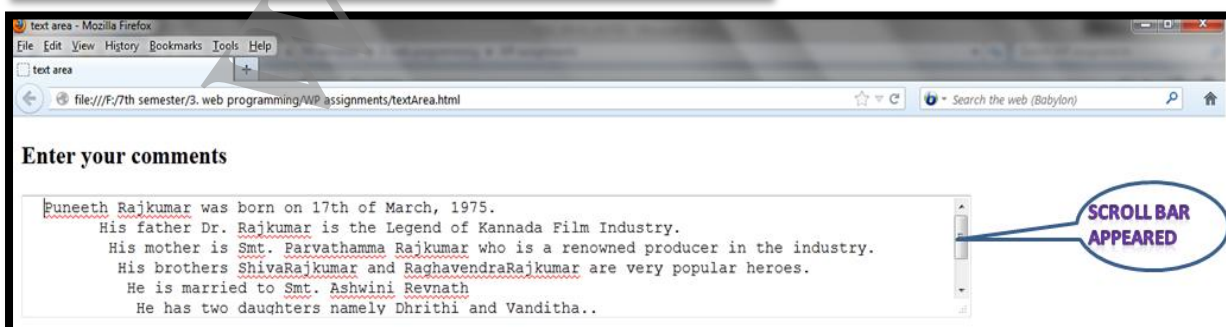 text area - Mozilla Firefox
File Edit View History Bookmarks Tools Help
text area
file:///F:/7th semester/3. web programming/WP assignments/textArea.html
Search the web (Babylon)
Enter your comments
Puneeth Rajkumar was born on 17th of March, 1975.
His father Dr. Rajkumar is the Legend of Kannada Film Industry.
His mother is Smt. Parvathamma Rajkumar who is a renowned producer in the industry.
His brothers ShivaRajkumar and RaghavendraRajkumar are very popular heroes.
He is married to Smt. Ashwini Revnath
He has two daughters namely Dhrithi and Vanditha..
SCROLL BAR
APPEARED